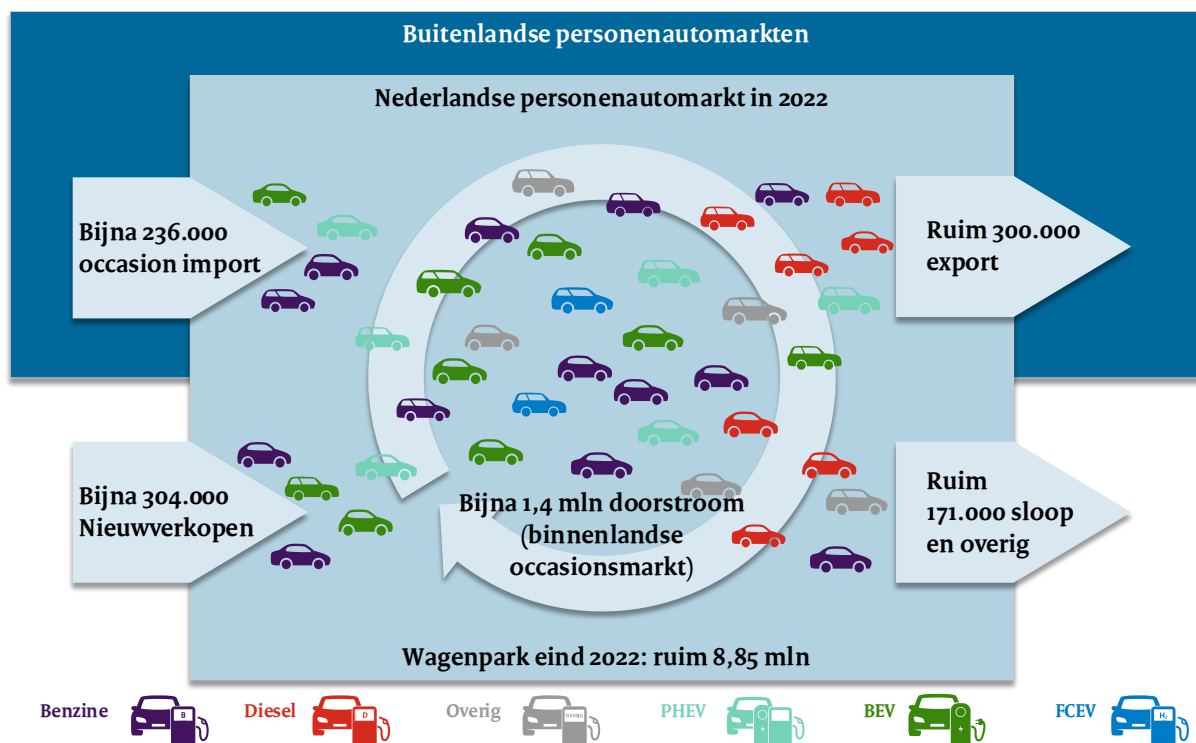 Buitenlandse personenautomarkten
Nederlandse personenautomarkt in 2022
Bijna 236.000
occasion import
Ruim 300.000
export
Bijna 304.000
Nieuwverkopen
Bijna 1,4 mln doorstroom
(binnenlandse
occasionsmarkt)
Ruim
171.000 sloop
en overig
Wagenpark eind 2022: ruim 8,85 mln
Benzine
B
Diesel
D
Overig
OVERIG
PHEV
BEV
FCEV
H₂